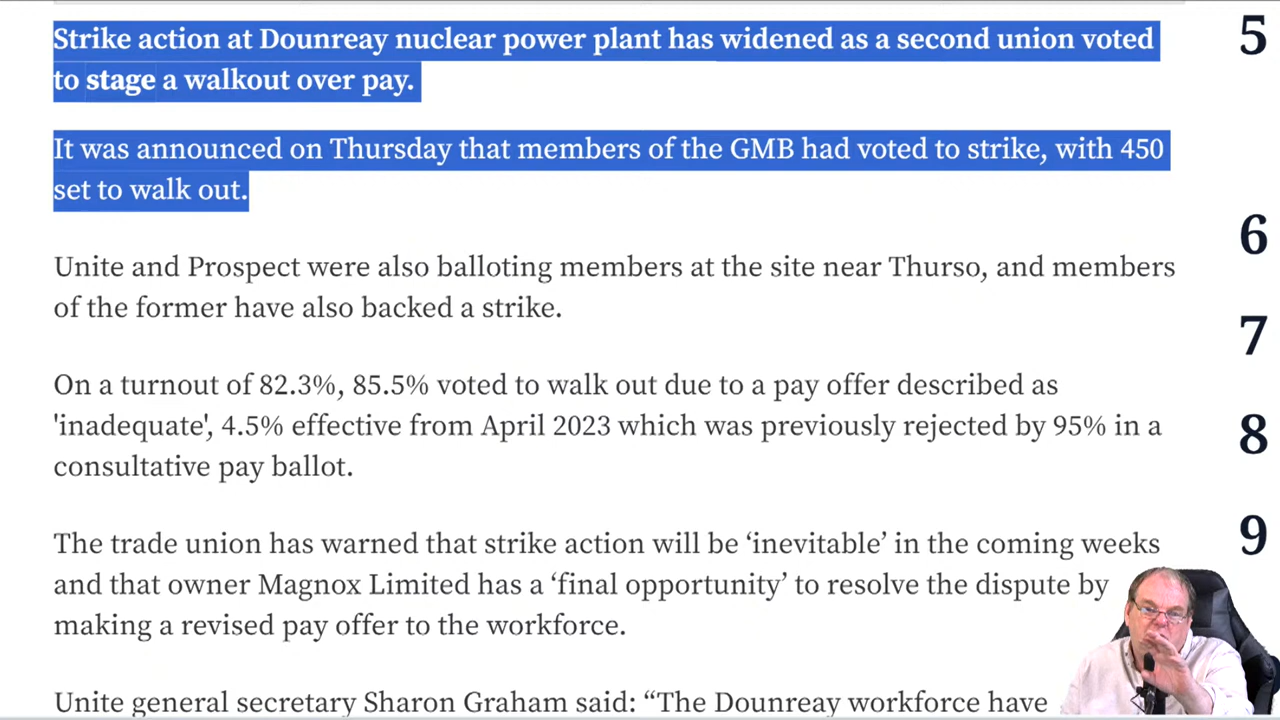 Strike action at Dounreay nuclear power plant has widened as a second union voted
to stage a walkout over pay.
It was announced on Thursday that members of the GMB had voted to strike, with 450
set to walk out.
Unite and Prospect were also balloting members at the site near Thurso, and members
of the former have also backed a strike.
On a turnout of 82.3%, 85.5% voted to walk out due to a pay offer described as
'inadequate', 4.5% effective from April 2023 which was previously rejected by 95% in a
consultative pay ballot.
The trade union has warned that strike action will be ‘inevitable’ in the coming weeks
and that owner Magnox Limited has a ‘final opportunity’ to resolve the dispute by
making a revised pay offer to the workforce.
Unite general secretary Sharon Graham said: “The Dounreay workforce have
5
6
7
8
9